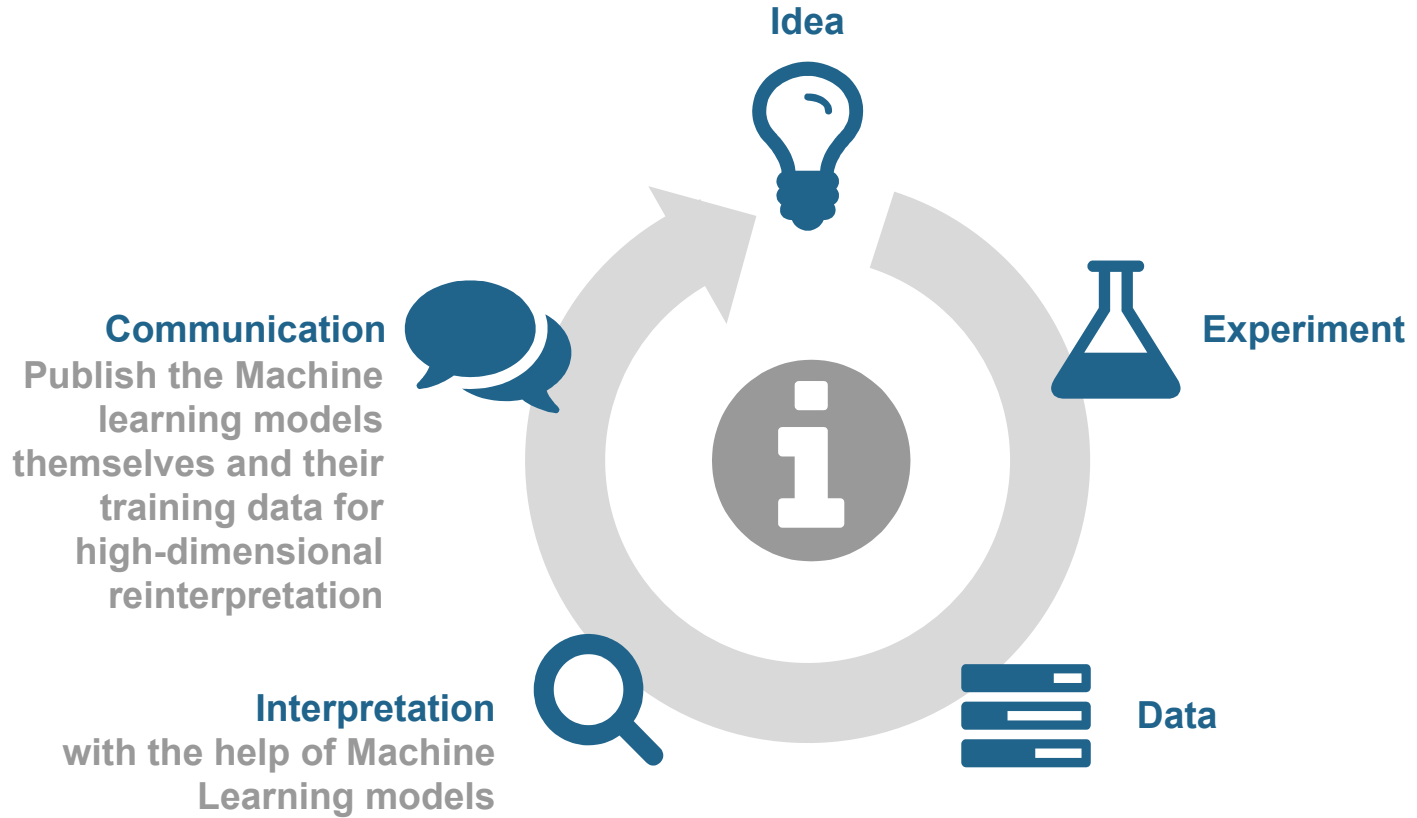 Idea
Experiment
Communication
Publish the Machine
learning models
themselves and their
training data for
high-dimensional
reinterpretation
i
Interpretation
with the help of Machine
Learning models
Data